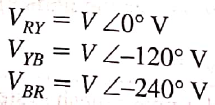 V_RY = V ∠0° V
V_YB = V ∠–120° V
V_BR = V ∠–240° V